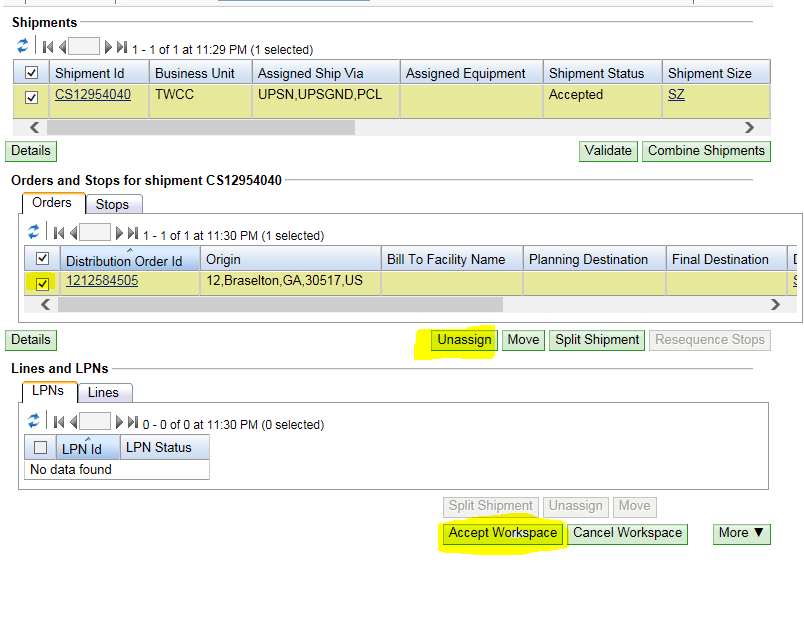 Shipments
1 - 1 of 1 at 11:29 PM (1 selected)
Shipment Id Business Unit Assigned Ship Via Assigned Equipment Shipment Status Shipment Size
CS12954040 TWCC UPSN,UPSGND,PCL Accepted SZ
Details Validate Combine Shipments
Orders and Stops for shipment CS12954040
Orders Stops
1 - 1 of 1 at 11:30 PM (1 selected)
Distribution Order Id Origin Bill To Facility Name Planning Destination Final Destination D
1212584505 12,Braselton,GA,30517,US S
Details Unassign Move Split Shipment Resequence Stops
Lines and LPNs
LPNs Lines
0 - 0 of 0 at 11:30 PM (0 selected)
LPN Id LPN Status
No data found
Split Shipment Unassign Move
Accept Workspace Cancel Workspace More ▼